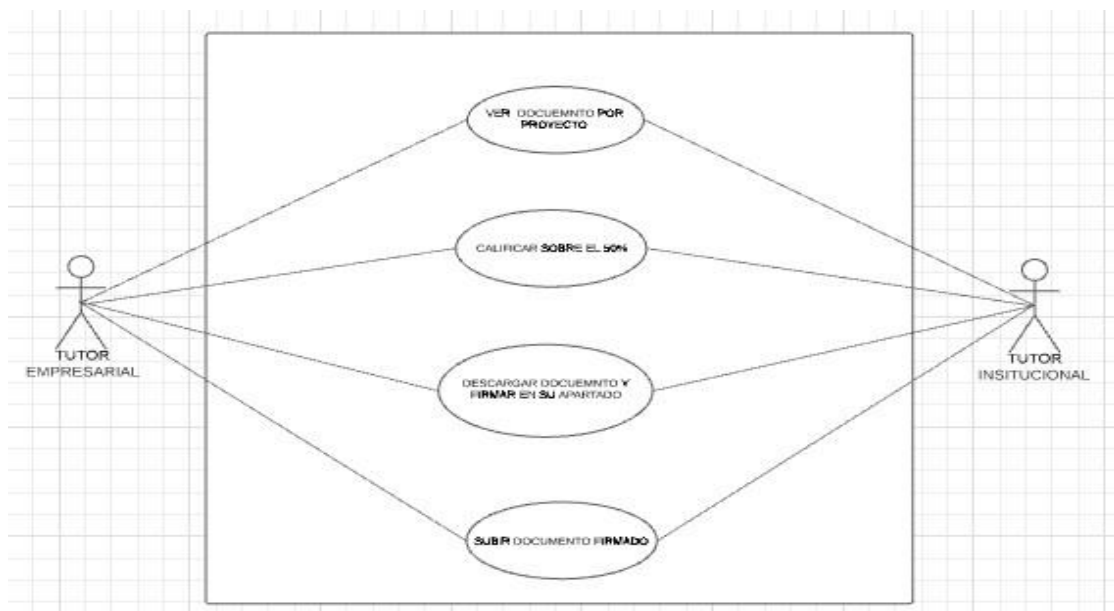 VER DOCUEMNTO POR
PROYECTO
CALIFICAR SOBRE EL 50%
TUTOR
EMPRESARIAL
TUTOR
INSITUCIONAL
DESCARGAR DOCUEMNTO Y
FIRMAR EN SU APARTADO
SUBIR DOCUMENTO FIRMADO